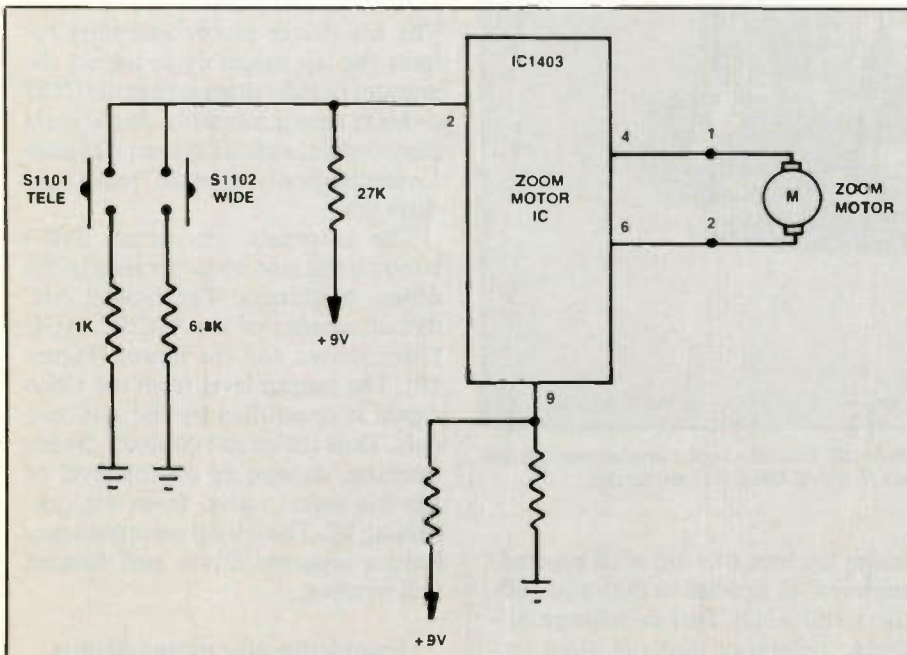 IC1403
2
4
1
S1101
TELE
S1102
WIDE
27K
ZOOM
MOTOR
IC
M
ZOOM
MOTOR
6
2
1K
6.8K
+9V
9
+9V